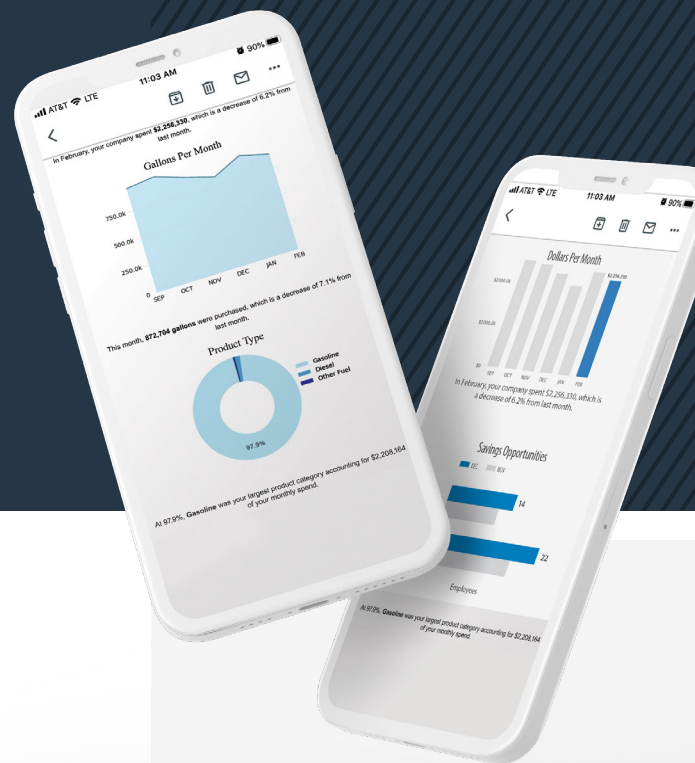 AT&T LTE
11:03 AM
90%
In February, your company spent $2,256,330, which is a decrease of 6.2% from
last month.
Gallons Per Month
750.0k
500.0k
250.0k
0
SEP OCT NOV DEC JAN FEB
This month, 872,704 gallons were purchased, which is a decrease of 7.1% from
last month.
Product Type
Gasoline
Diesel
Other Fuel
97.9%
At 97.9%, Gasoline was your largest product category accounting for $2,208,164
of your monthly spend.
AT&T LTE
11:03 AM
90%
Dollars Per Month
$2,256,330
$0
SEP OCT NOV DEC JAN FEB
In February, your company spent $2,256,330, which is
a decrease of 6.2% from last month.
Savings Opportunities
DEC NOV
14
22
Employees
At 97.9%, Gasoline was your largest product category accounting for $2,208,164
of your monthly spend.